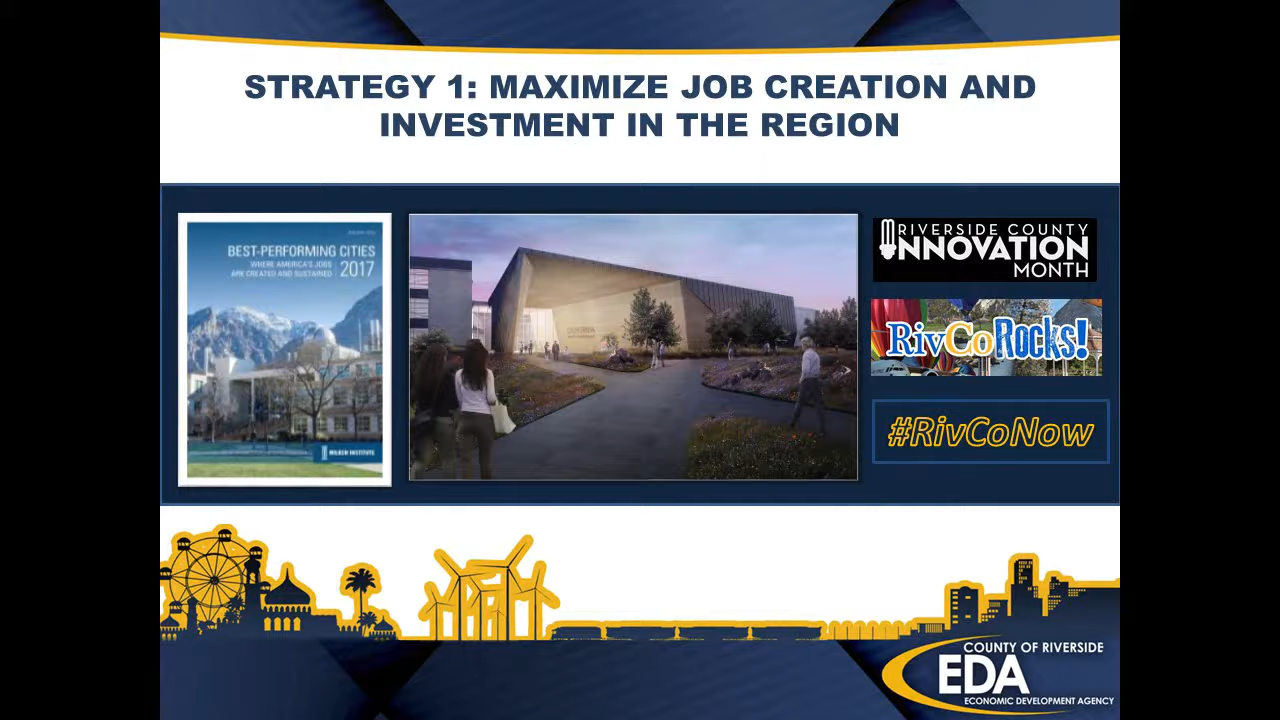 STRATEGY 1: MAXIMIZE JOB CREATION AND
INVESTMENT IN THE REGION
BEST-PERFORMING CITIES
WHERE AMERICA'S JOBS
ARE CREATED AND SUSTAINED
2017
MILKEN INSTITUTE
CALIFORNIA
RIVERSIDE COUNTY
INNOVATION
MONTH
RivCoRocks!
#RivCoNow
COUNTY OF RIVERSIDE
EDA
ECONOMIC DEVELOPMENT AGENCY